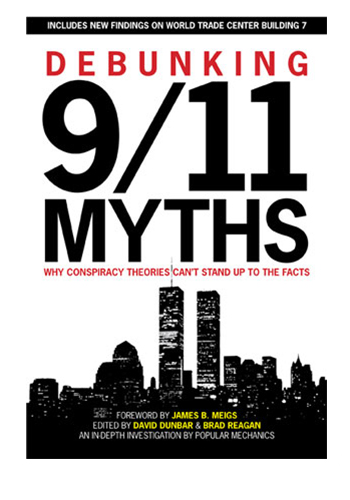 INCLUDES NEW FINDINGS ON WORLD TRADE CENTER BUILDING 7
DEBUNKING
9/11
MYTHS
WHY CONSPIRACY THEORIES CAN'T STAND UP TO THE FACTS
FOREWORD BY JAMES B. MEIGS
EDITED BY DAVID DUNBAR & BRAD REAGAN
AN IN-DEPTH INVESTIGATION BY POPULAR MECHANICS